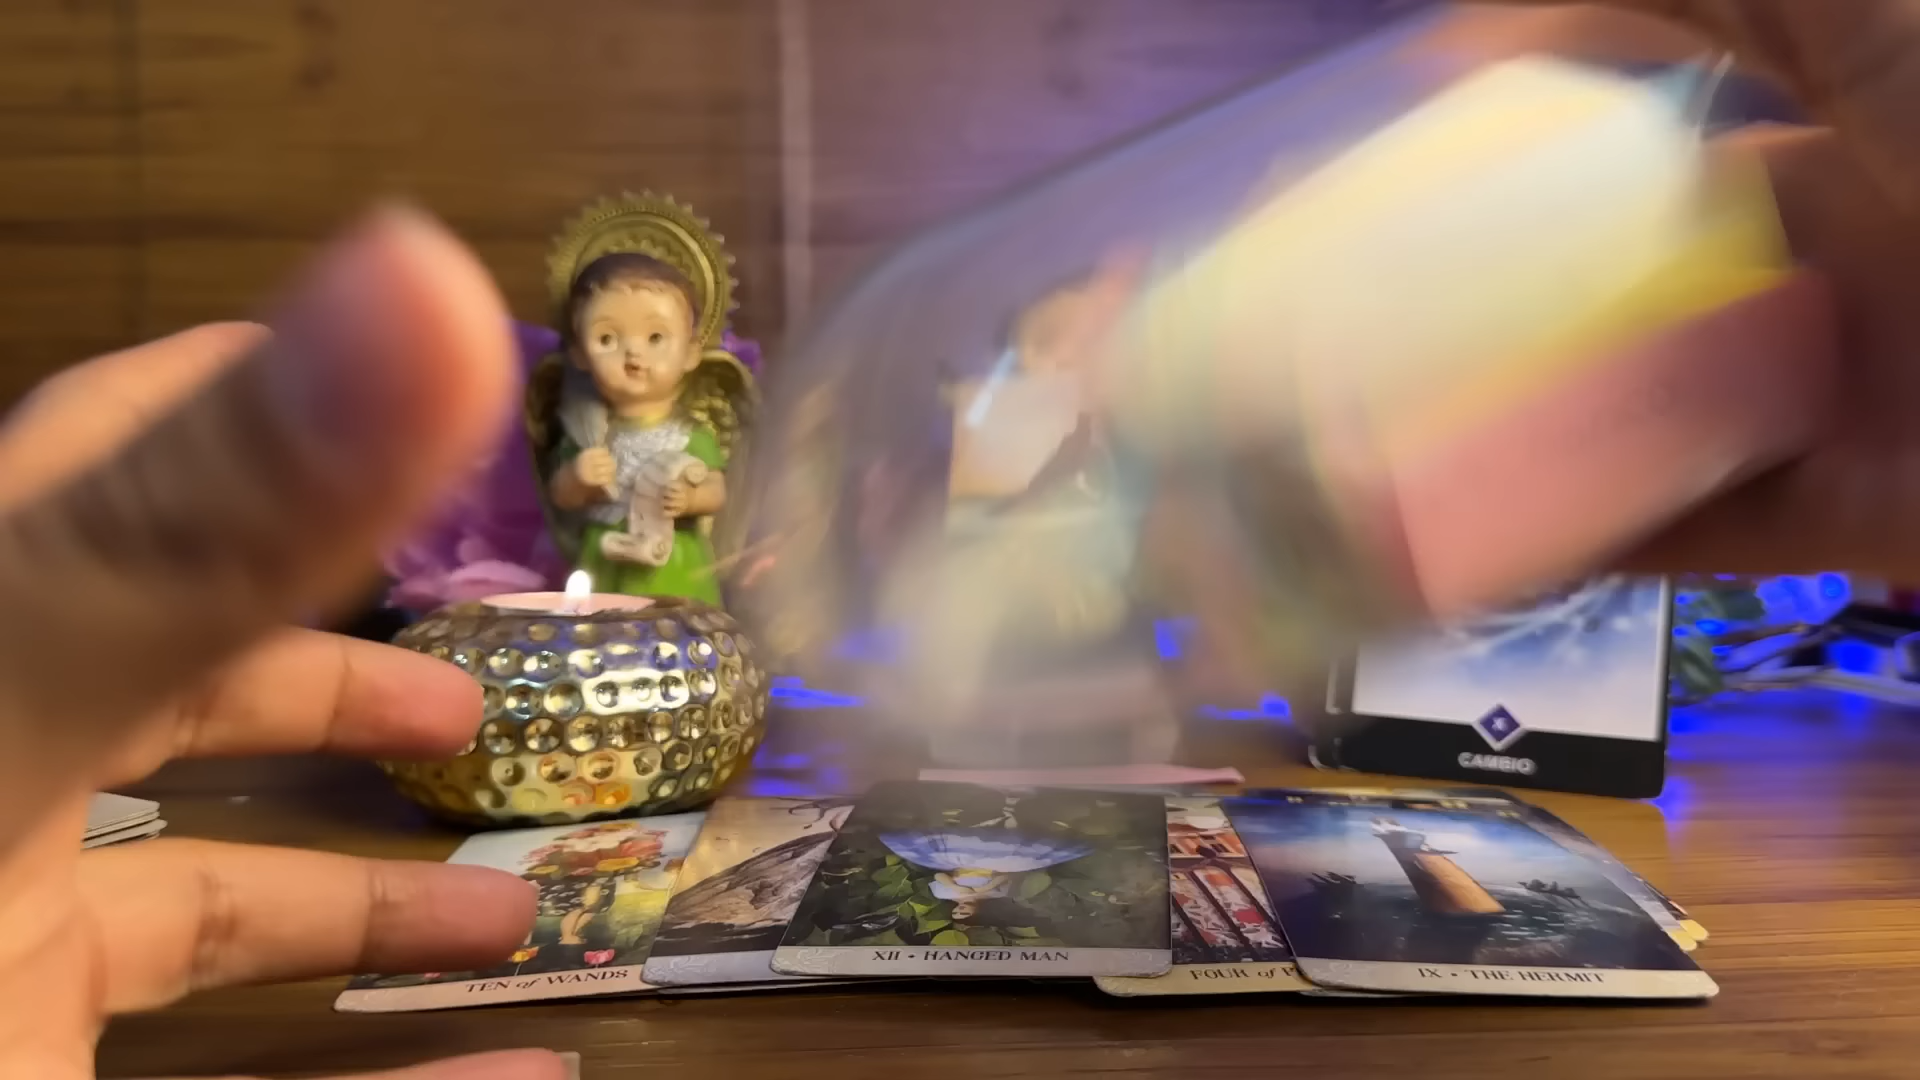 CAMBIO
TEN of WANDS
XII • HANGED MAN
FOUR of
IX • THE HERMIT